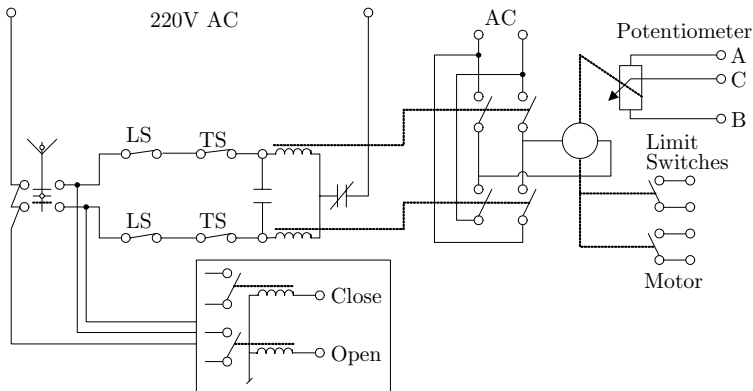 220V AC
AC
Potentiometer
A
C
B
LS
TS
Limit
Switches
LS
TS
Motor
Close
Open